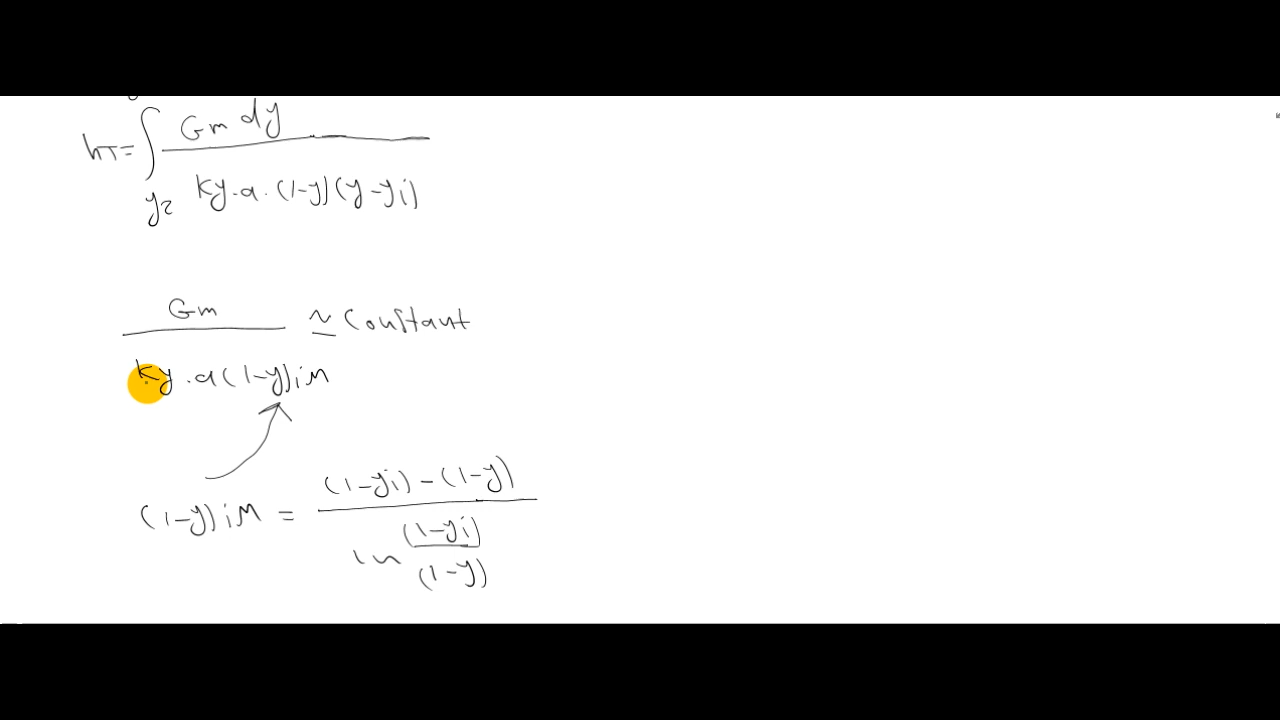 hT = ∫ Gm dy
y2 ky.a.(1-y)(y-yi)
Gm
≃ Constant
ky.a(1-y)iM
(1-yi)-(1-y)
(1-y)iM =
ln (1-yi)
(1-y)